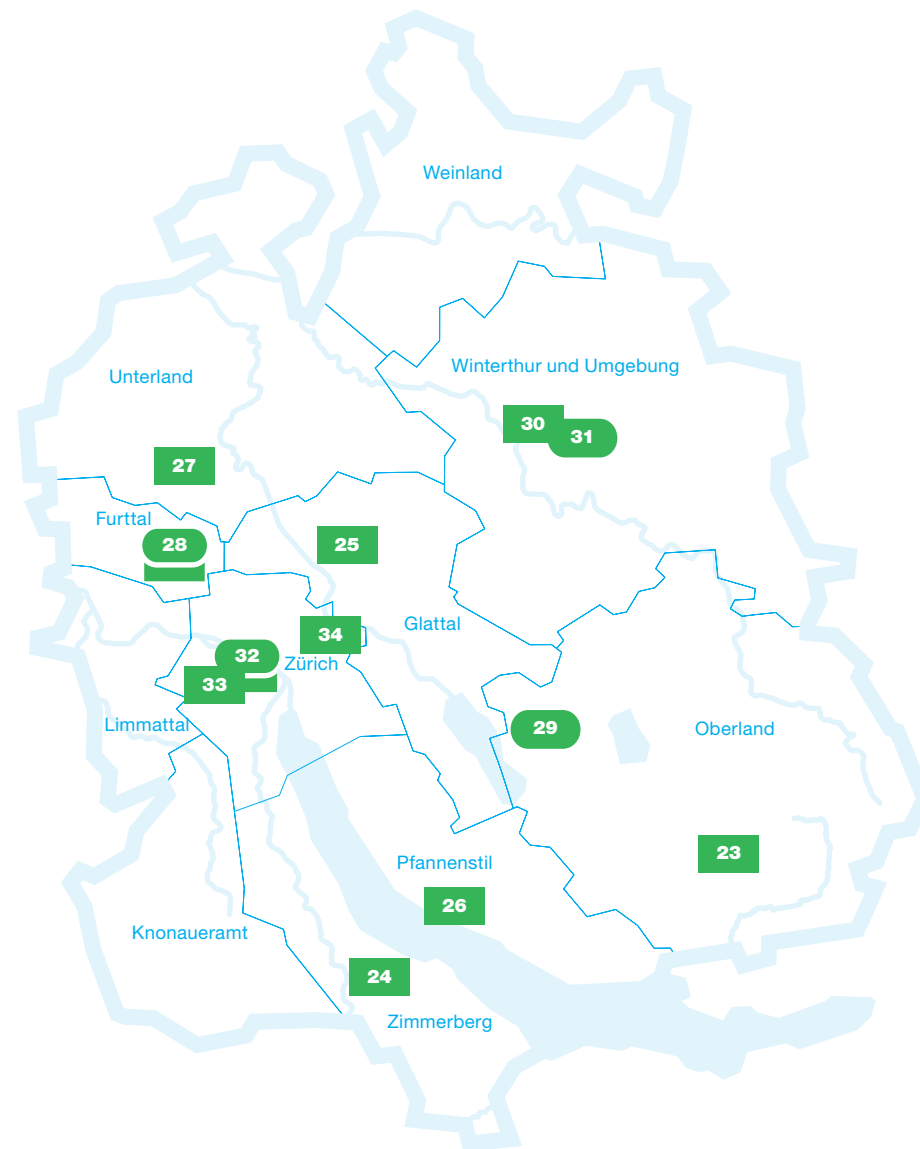 Weinland
Winterthur und Umgebung
Unterland
30
31
27
Furttal
28
25
Glattal
34
32
Zürich
33
Limmattal
29
Oberland
23
Pfannenstil
26
Knonaueramt
24
Zimmerberg